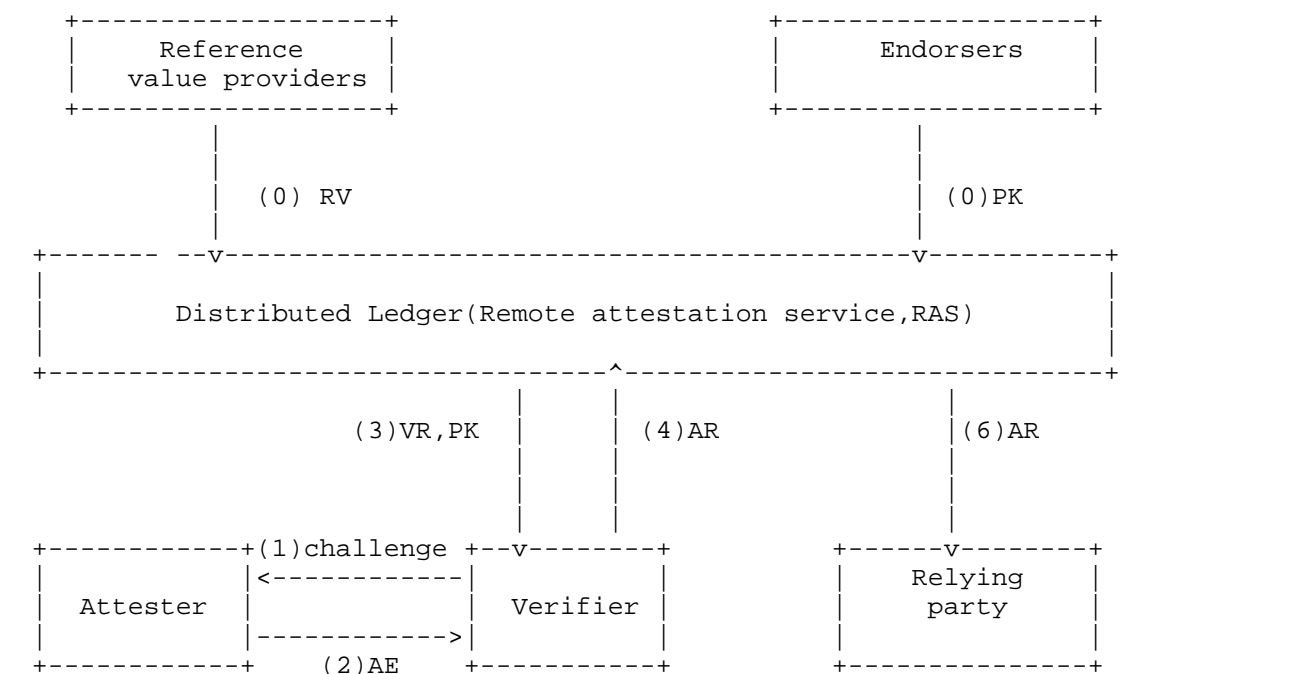 Reference Endorsers
value providers
(0) RV (0)PK
Distributed Ledger(Remote attestation service,RAS)
(3)VR,PK (4)AR (6)AR
(1)challenge
Relying
Attester Verifier party
(2)AE